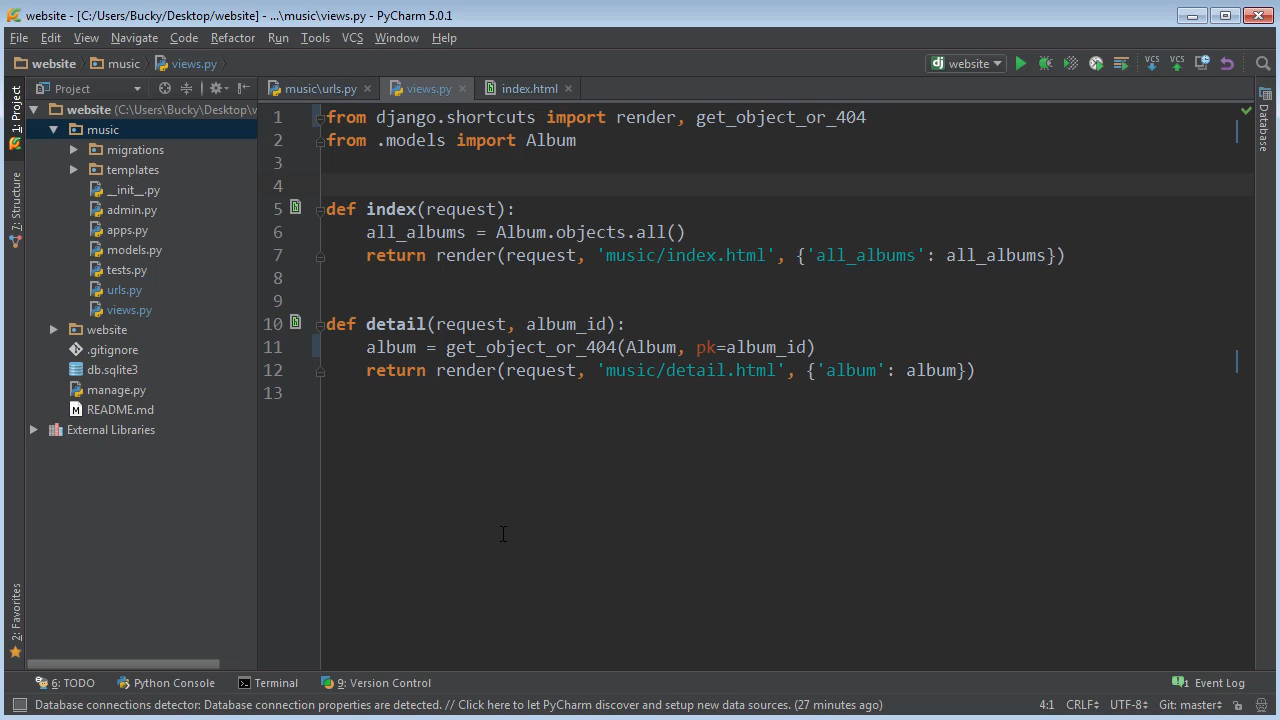 website - [C:/Users/Bucky/Desktop/website] - ...\music\views.py - PyCharm 5.0.1
File Edit View Navigate Code Refactor Run Tools VCS Window Help
website music views.py
dj website VCS VCS
1: Project
7: Structure
2: Favorites
Project
website (C:\Users\Bucky\Desktop\v
music
migrations
templates
__init__.py
admin.py
apps.py
models.py
tests.py
urls.py
views.py
website
.gitignore
db.sqlite3
manage.py
README.md
External Libraries
music\urls.py views.py index.html
1 from django.shortcuts import render, get_object_or_404
2 from .models import Album
3
4
5 def index(request):
6 all_albums = Album.objects.all()
7 return render(request, 'music/index.html', {'all_albums': all_albums})
8
9
10 def detail(request, album_id):
11 album = get_object_or_404(Album, pk=album_id)
12 return render(request, 'music/detail.html', {'album': album})
13
Database
6: TODO Python Console Terminal 9: Version Control 1 Event Log
Database connections detector: Database connection properties are detected. // Click here to let PyCharm discover and setup new data sources. (27 minutes ago) 4:1 CRLF UTF-8 Git: master